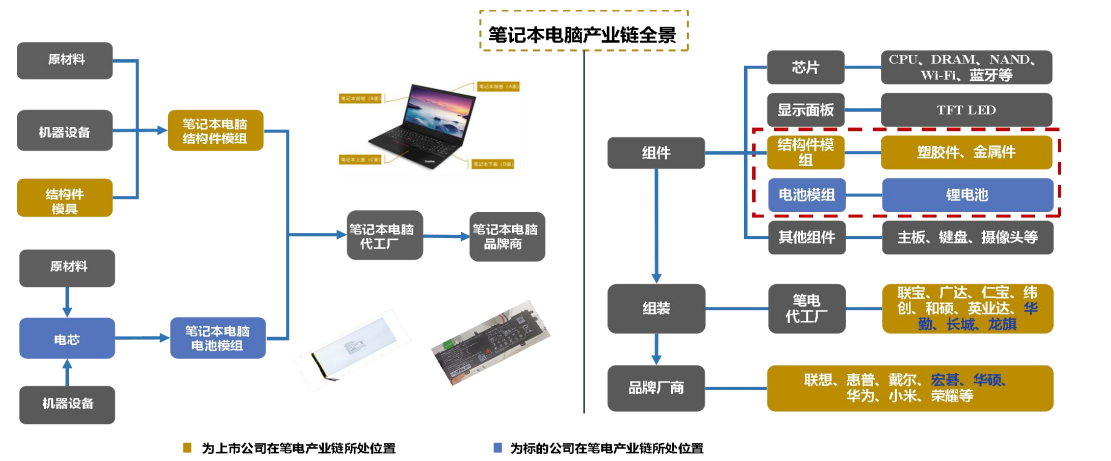 笔记本电脑产业链全景
原材料
机器设备
结构件
模具
笔记本电脑
结构件模组
原材料
电芯
机器设备
笔记本电脑
电池模组
笔记本电脑
代工厂
笔记本电脑
品牌商
组件
组装
品牌厂商
芯片
CPU、DRAM、NAND、
Wi-Fi、蓝牙等
显示面板
TFT LED
结构件模
组
塑胶件、金属件
电池模组
锂电池
其他组件
主板、键盘、摄像头等
笔电
代工厂
联宝、广达、仁宝、纬
创、和硕、英业达、华
勤、长城、龙旗
联想、惠普、戴尔、宏碁、华硕、
华为、小米、荣耀等
为上市公司在笔电产业链所处位置
为标的公司在笔电产业链所处位置